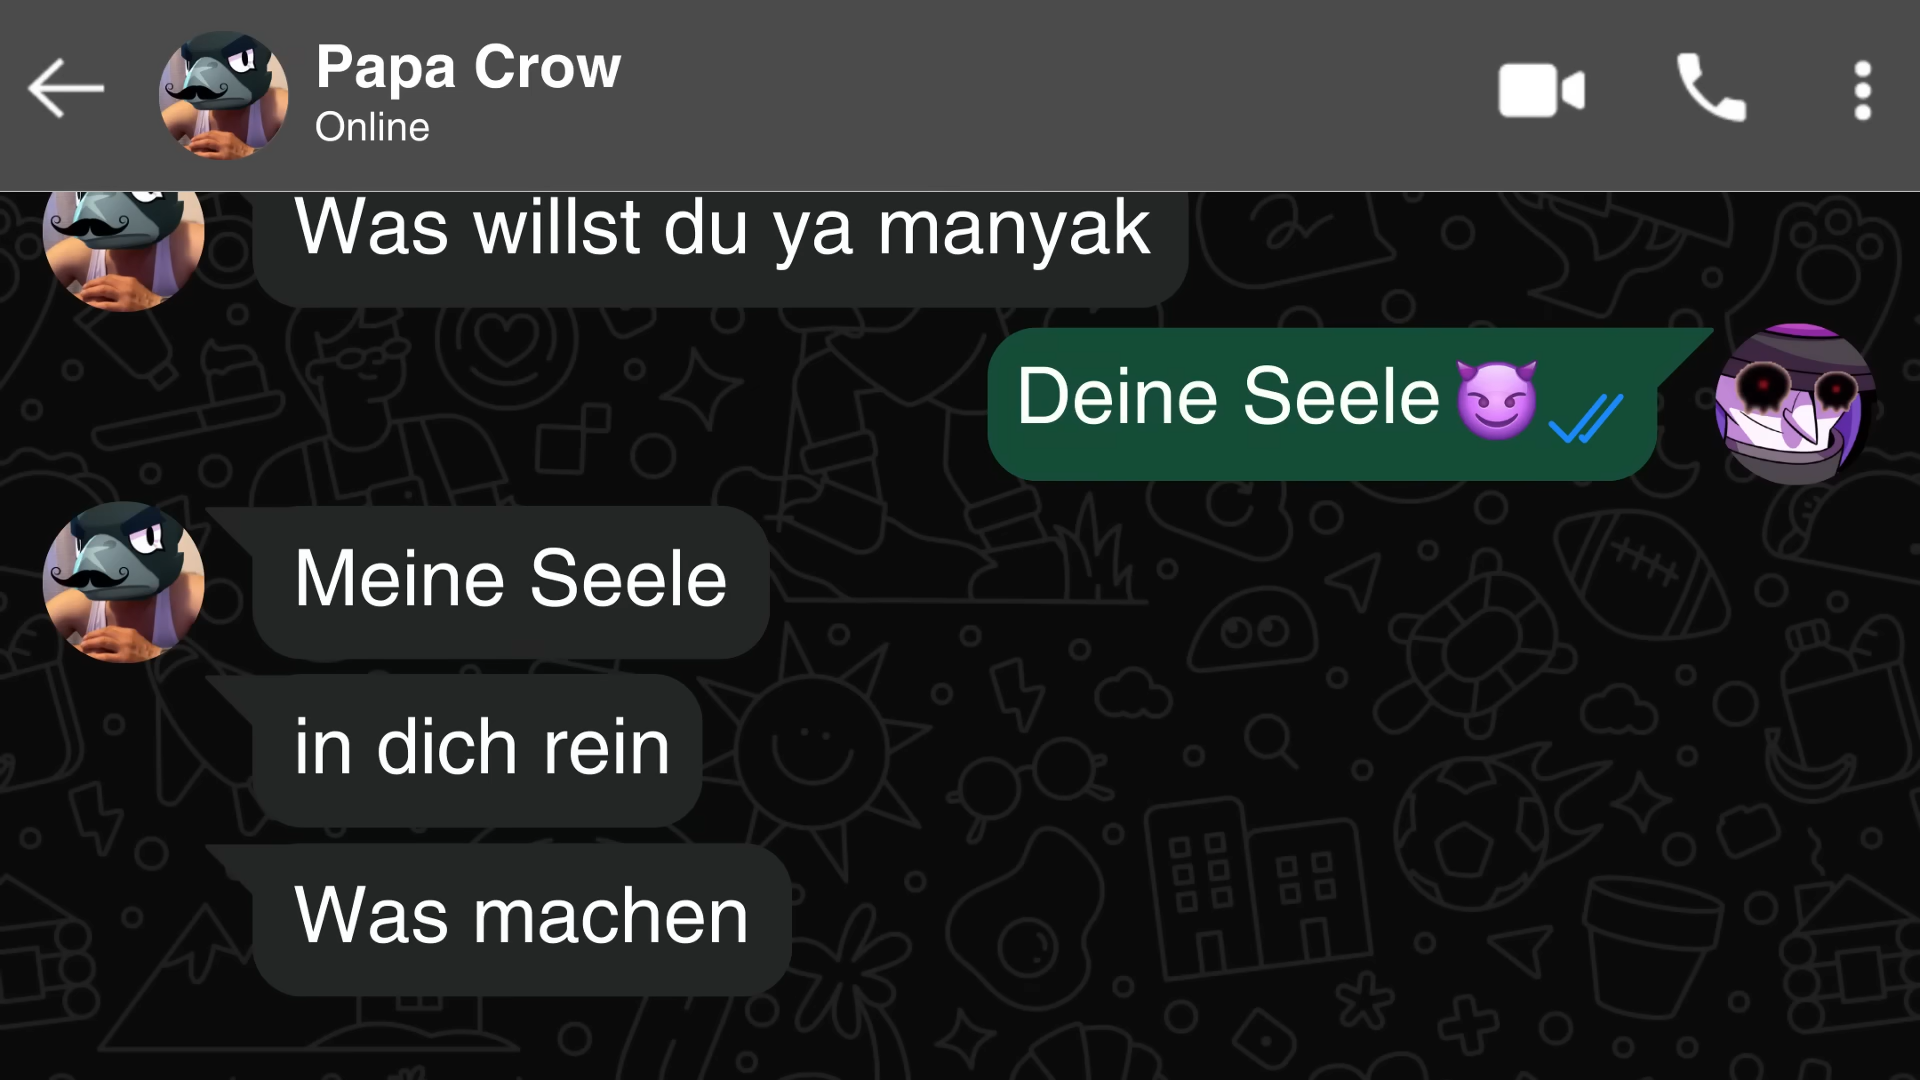 Papa Crow
Online
Was willst du ya manyak
Deine Seele😈
Meine Seele
in dich rein
Was machen